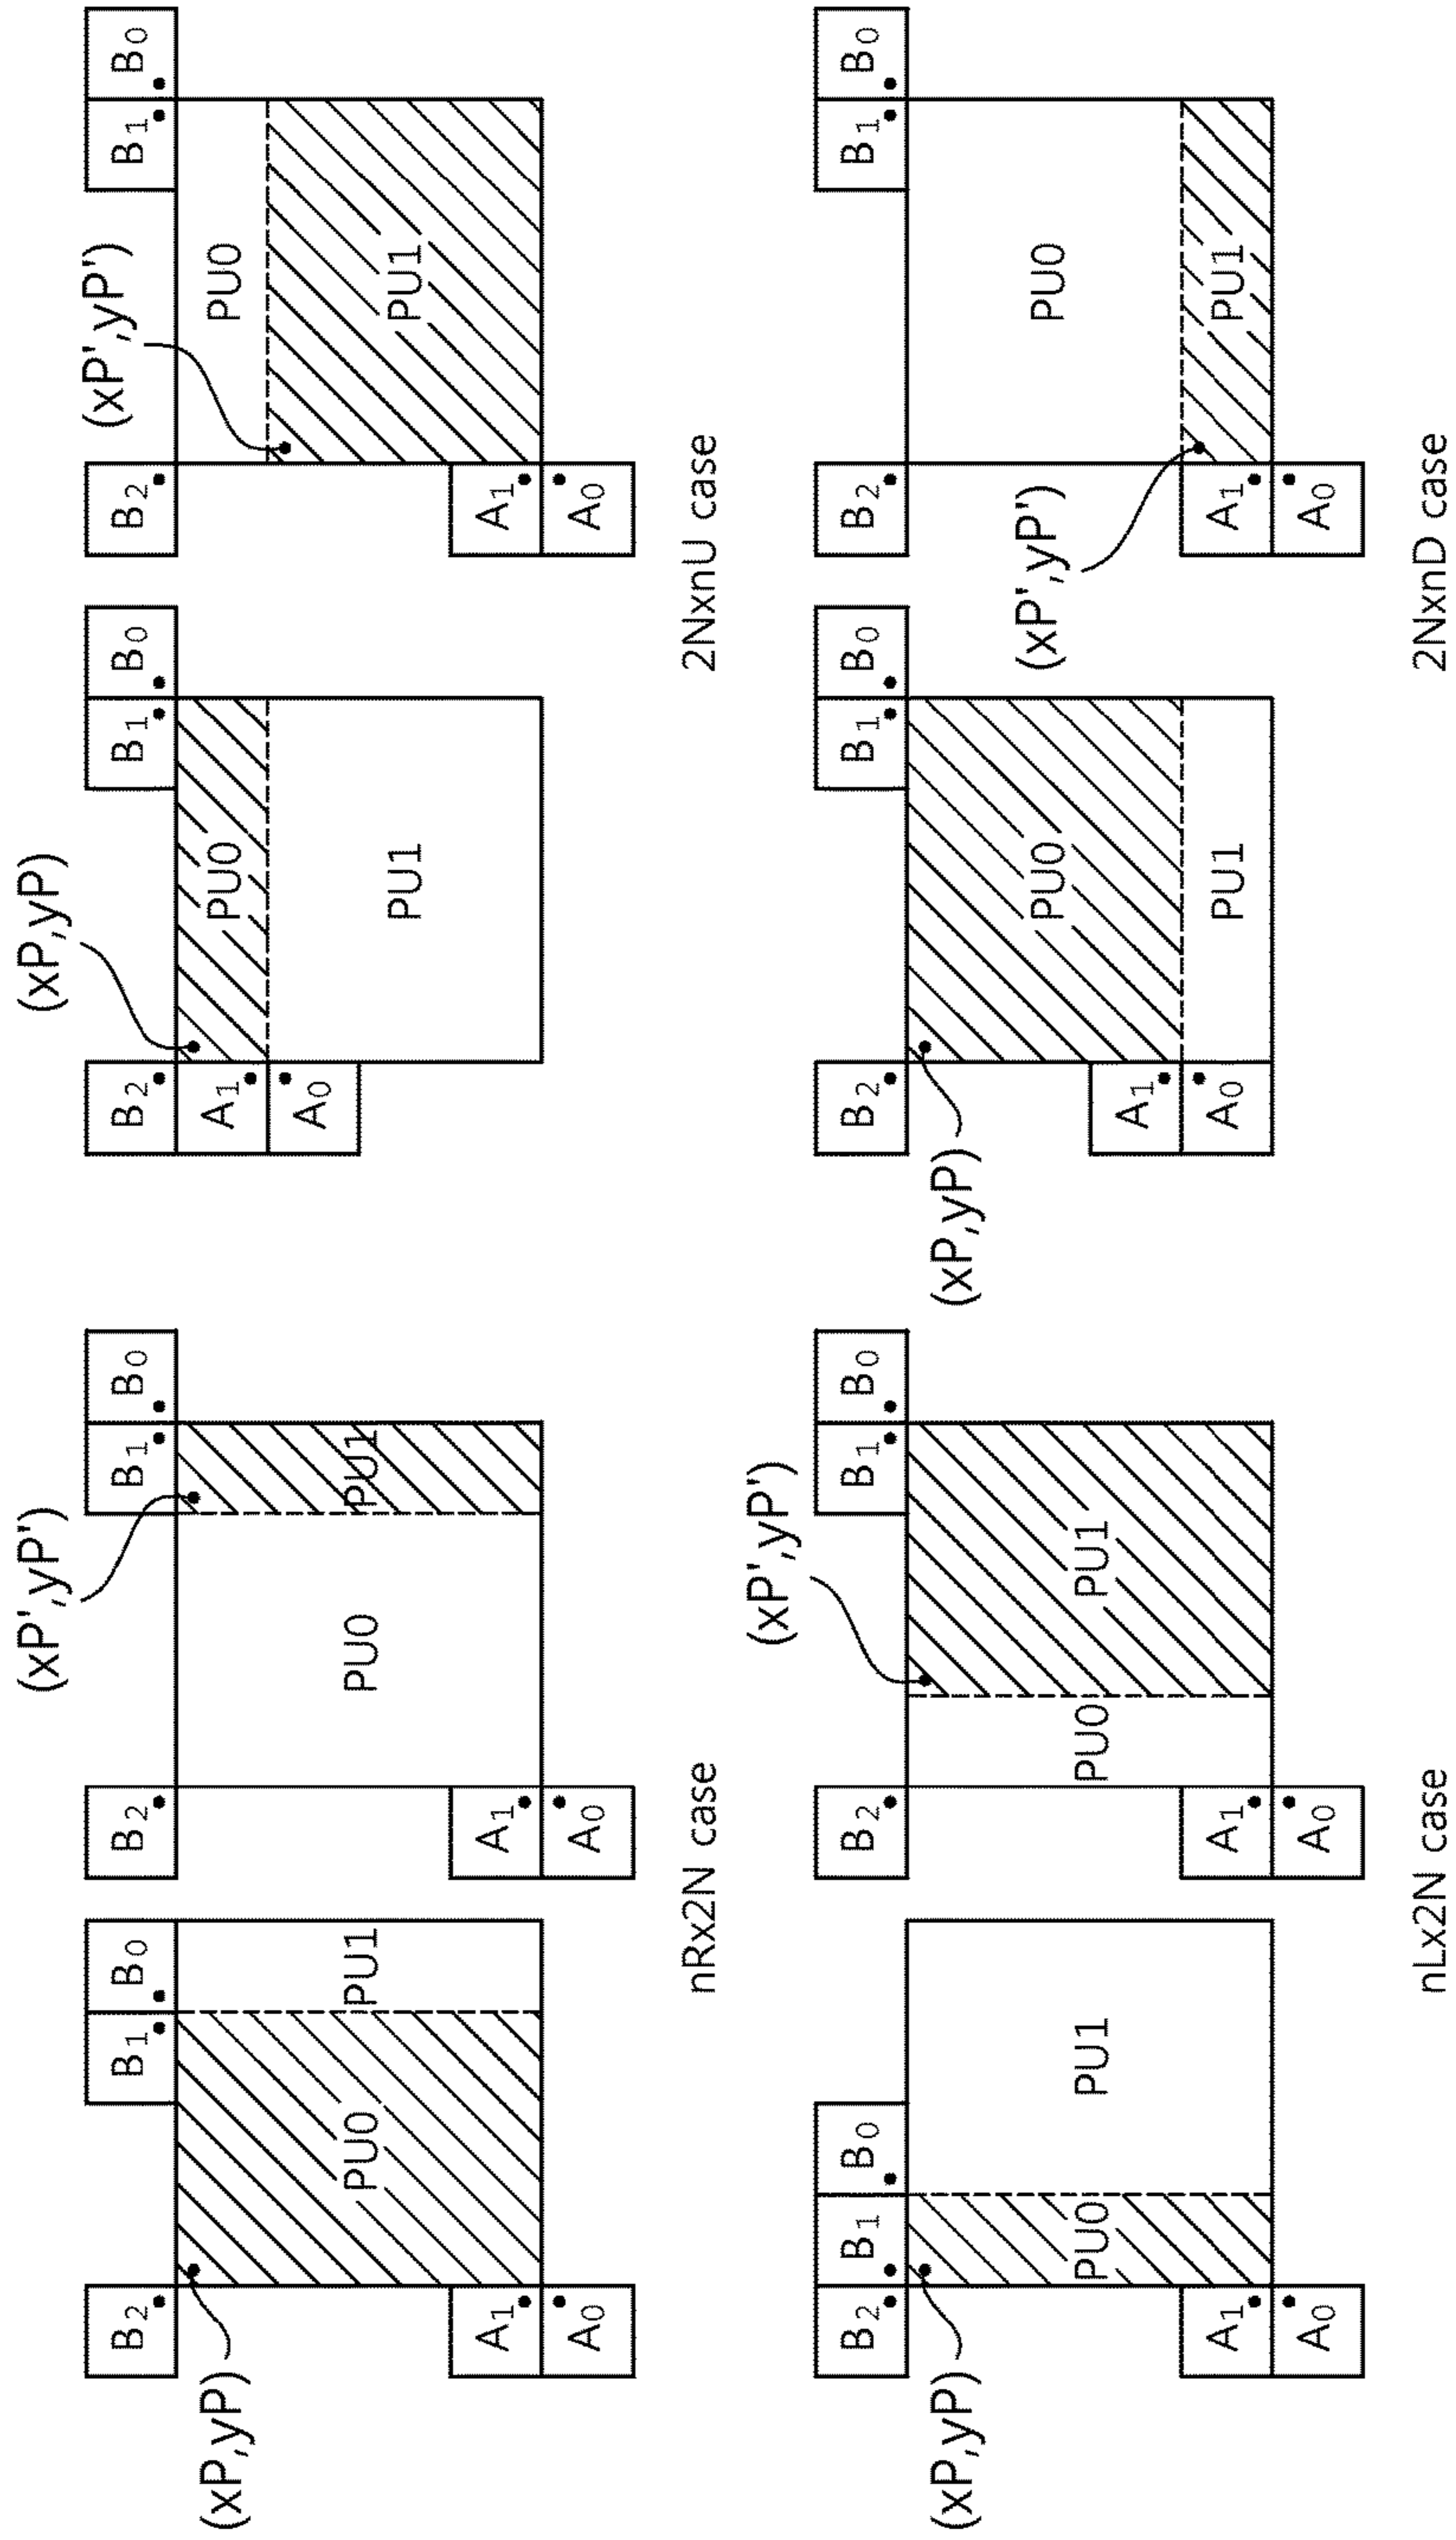 B2 B1 B0
(xP,yP)
PU0 PU1
A1
A0
(xP',yP')
B2 B1 B0
PU0 PU1
A1
A0
nRx2N case
(xP,yP)
B2 B1 B0
A1 PU0
A0
PU1
(xP',yP')
B2 B1 B0
PU0
PU1
A1
A0
2NxnU case
B2 B1 B0
(xP,yP)
PU0 PU1
A1
A0
(xP',yP')
B2 B1 B0
PU0 PU1
A1
A0
nLx2N case
B2 B1 B0
(xP,yP)
PU0
A1
A0 PU1
B2 B1 B0
PU0
(xP',yP')
A1 PU1
A0
2NxnD case